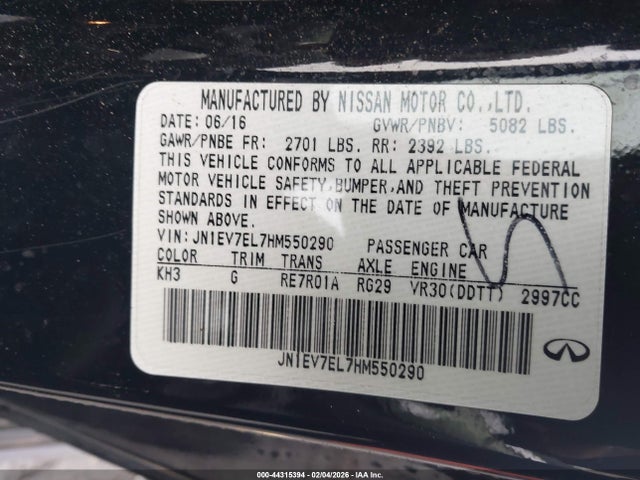 MANUFACTURED BY NISSAN MOTOR CO.,LTD.
DATE: 06/16 GVWR/PNBV: 5082 LBS.
GAWR/PNBE FR: 2701 LBS. RR: 2392 LBS.
THIS VEHICLE CONFORMS TO ALL APPLICABLE FEDERAL
MOTOR VEHICLE SAFETY,BUMPER,AND THEFT PREVENTION
STANDARDS IN EFFECT ON THE DATE OF MANUFACTURE
SHOWN ABOVE.
VIN: JN1EV7EL7HM550290 PASSENGER CAR
COLOR TRIM TRANS AXLE ENGINE
KH3 G RE7R01A RG29 VR30(DDTT) 2997CC
JN1EV7EL7HM550290
000-44315394 - 02/04/2026 - IAA Inc.